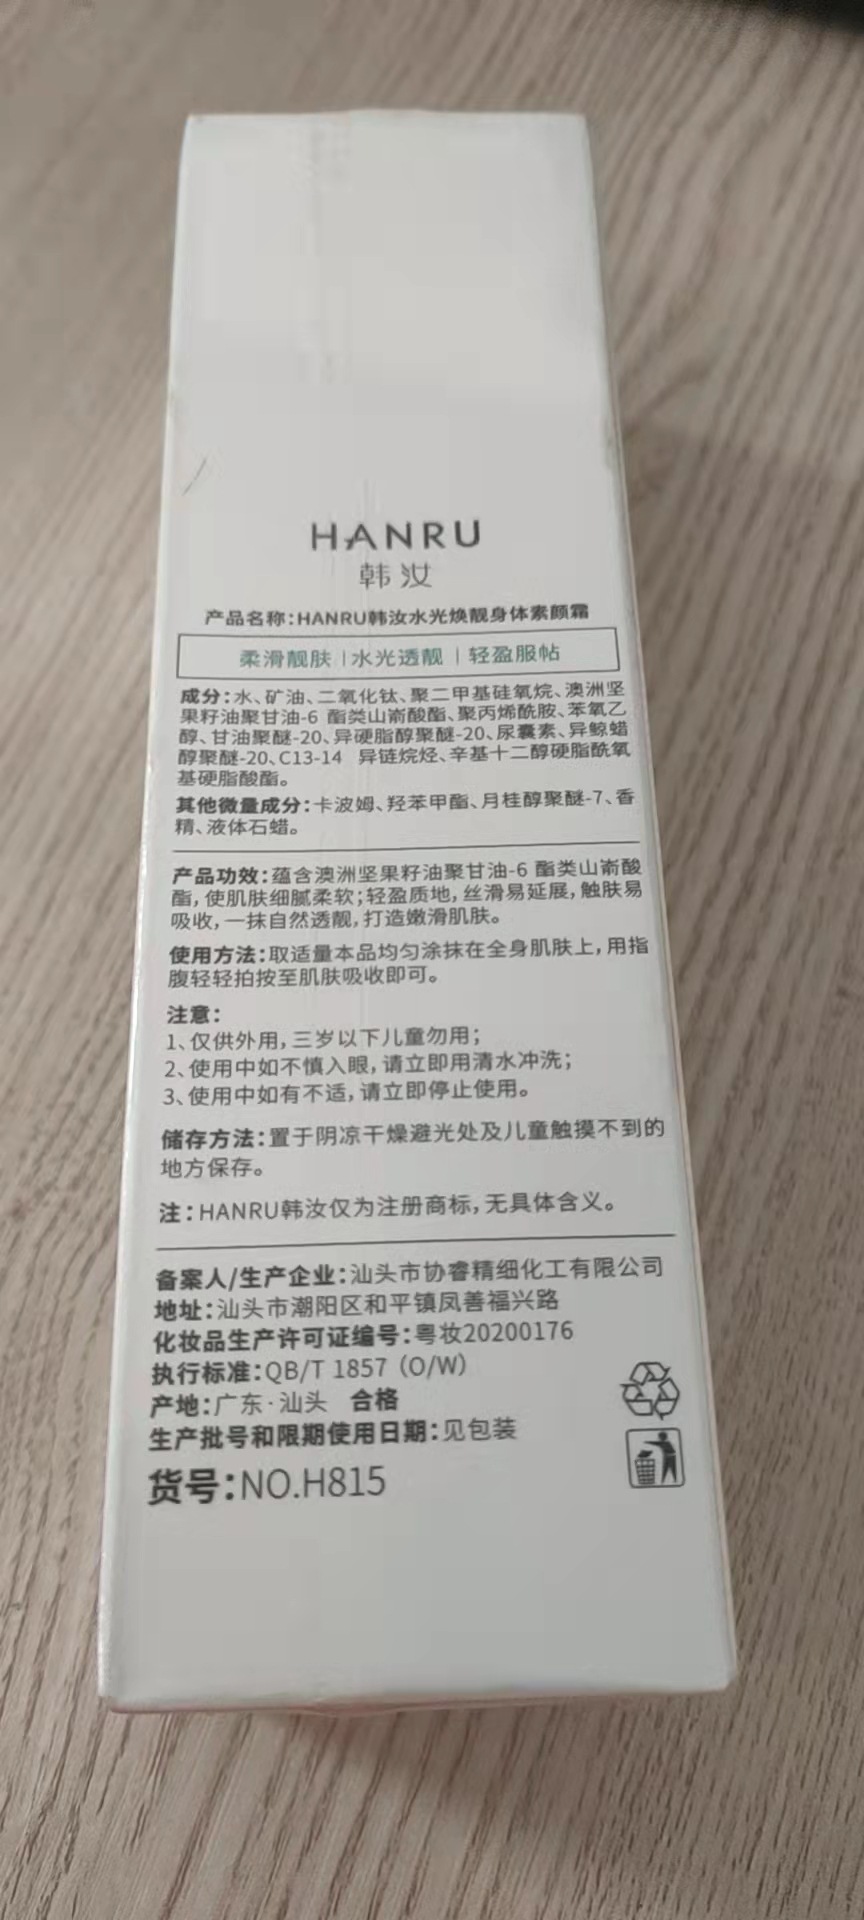 HANRU
韩汝
产品名称:HANRU韩汝水光焕靓身体素颜霜
柔滑靓肤 | 水光透靓 | 轻盈服帖
成分:水、矿油、二氧化钛、聚二甲基硅氧烷、澳洲坚
果籽油聚甘油-6 酯类山嵛酸酯、聚丙烯酰胺、苯氧乙
醇、甘油聚醚-20、异硬脂醇聚醚-20、尿囊素、异鲸蜡
醇聚醚-20、C13-14 异链烷烃、辛基十二醇硬脂酰氧
基硬脂酸酯。
其他微量成分:卡波姆、羟苯甲酯、月桂醇聚醚-7、香
精、液体石蜡。
产品功效:蕴含澳洲坚果籽油聚甘油-6 酯类山嵛酸
酯,使肌肤细腻柔软;轻盈质地,丝滑易延展,触肤易
吸收,一抹自然透靓,打造嫩滑肌肤。
使用方法:取适量本品均匀涂抹在全身肌肤上,用指
腹轻轻拍按至肌肤吸收即可。
注意:
1、仅供外用,三岁以下儿童勿用;
2、使用中如不慎入眼,请立即用清水冲洗;
3、使用中如有不适,请立即停止使用。
储存方法:置于阴凉干燥避光处及儿童触摸不到的
地方保存。
注:HANRU韩汝仅为注册商标,无具体含义。
备案人/生产企业:汕头市协睿精细化工有限公司
地址:汕头市潮阳区和平镇凤善福兴路
化妆品生产许可证编号:粤妆20200176
执行标准:QB/T 1857(O/W)
产地:广东·汕头 合格
生产批号和限期使用日期:见包装
货号:NO.H815